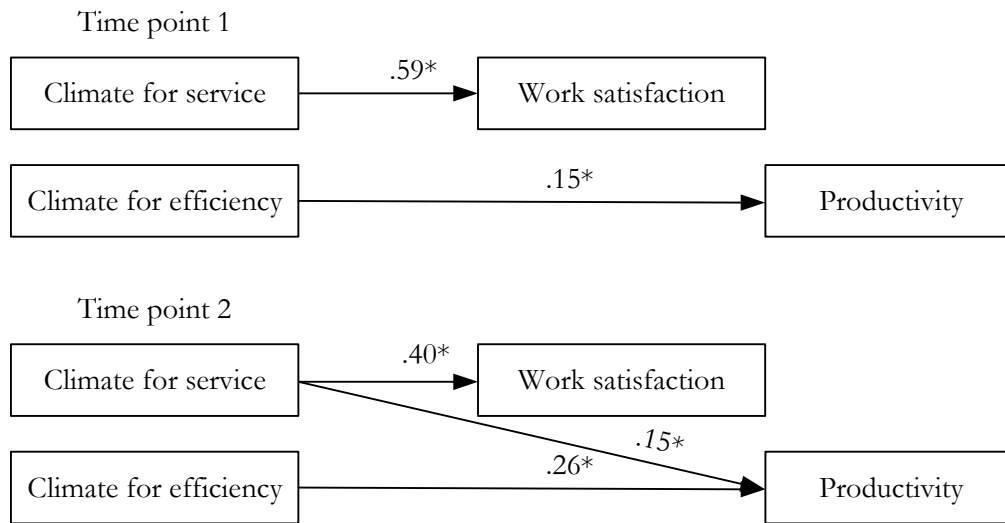 Time point 1
.59*
Climate for service
Work satisfaction
.15*
Climate for efficiency
Productivity
Time point 2
.40*
Climate for service
Work satisfaction
.15*
.26*
Climate for efficiency
Productivity